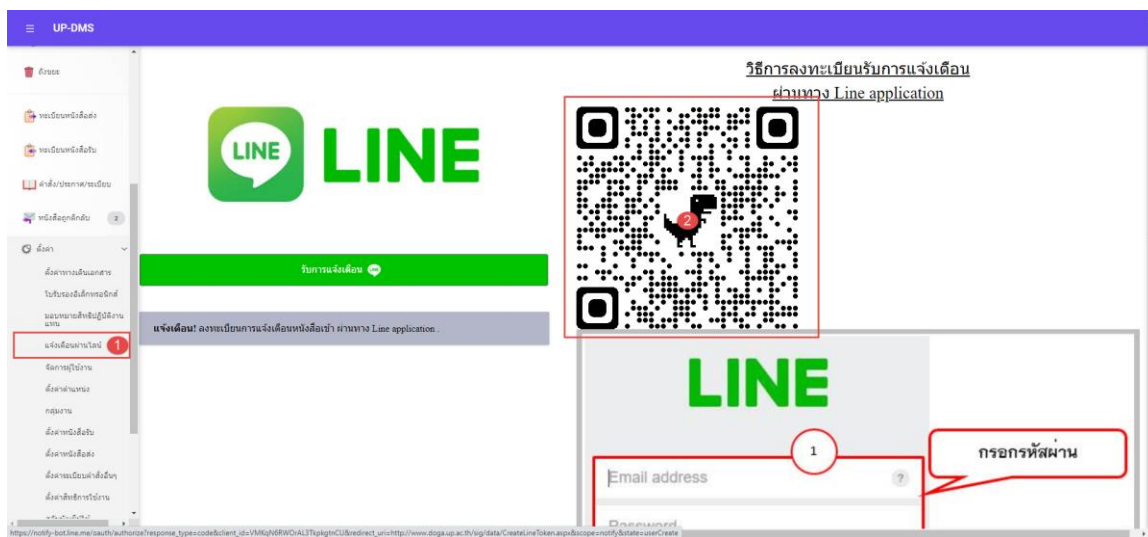 UP-DMS
ถังขยะ
ทะเบียนหนังสือส่ง
ทะเบียนหนังสือรับ
คำสั่ง/ประกาศ/ระเบียบ
หนังสือถูกตีกลับ 2
ตั้งค่า
ตั้งค่าทางเดินเอกสาร
ใบรับรองอิเล็กทรอนิกส์
มอบหมายสิทธิปฏิบัติงาน
แทน
แจ้งเตือนผ่านไลน์ 1
จัดการผู้ใช้งาน
ตั้งค่าตำแหน่ง
กลุ่มงาน
ตั้งค่าหนังสือรับ
ตั้งค่าหนังสือส่ง
ตั้งค่าระเบียบคำสั่งอื่นๆ
ตั้งค่าสิทธิการใช้งาน
LINE LINE
รับการแจ้งเตือน
แจ้งเตือน! ลงทะเบียนการแจ้งเตือนหนังสือเข้า ผ่านทาง Line application .
วิธีการลงทะเบียนรับการแจ้งเตือน
ผ่านทาง Line application
2
LINE
1
กรอกรหัสผ่าน
Email address ?
Password
https://notify-bot.line.me/oauth/authorize?response_type=code&client_id=VMKqN6RWOrAL3TkpkgtnCU&redirect_uri=http://www.doga.up.ac.th/sig/data/CreateLineToken.aspx&scope=notify&state=userCreate